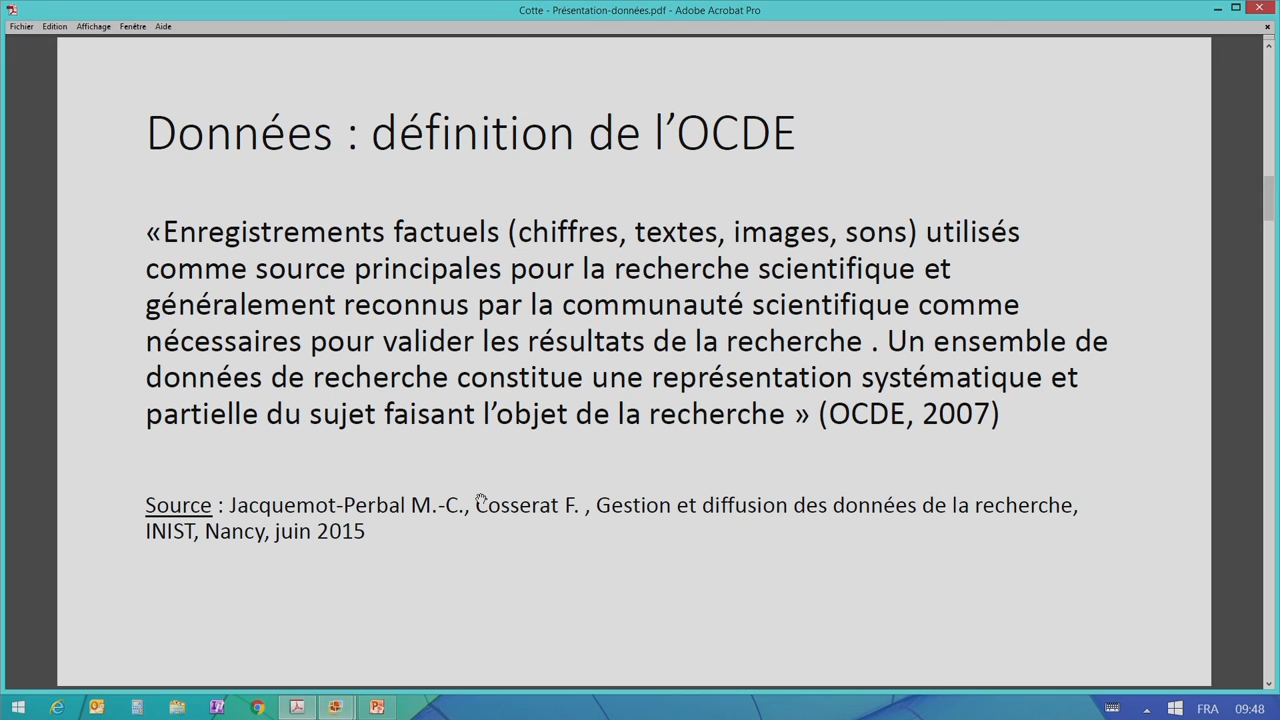 Cotte - Présentation-données.pdf - Adobe Acrobat Pro
Fichier Edition Affichage Fenêtre Aide
Données : définition de l’OCDE
«Enregistrements factuels (chiffres, textes, images, sons) utilisés
comme source principales pour la recherche scientifique et
généralement reconnus par la communauté scientifique comme
nécessaires pour valider les résultats de la recherche . Un ensemble de
données de recherche constitue une représentation systématique et
partielle du sujet faisant l’objet de la recherche » (OCDE, 2007)
Source : Jacquemot-Perbal M.-C., Cosserat F. , Gestion et diffusion des données de la recherche,
INIST, Nancy, juin 2015
FRA 09:48